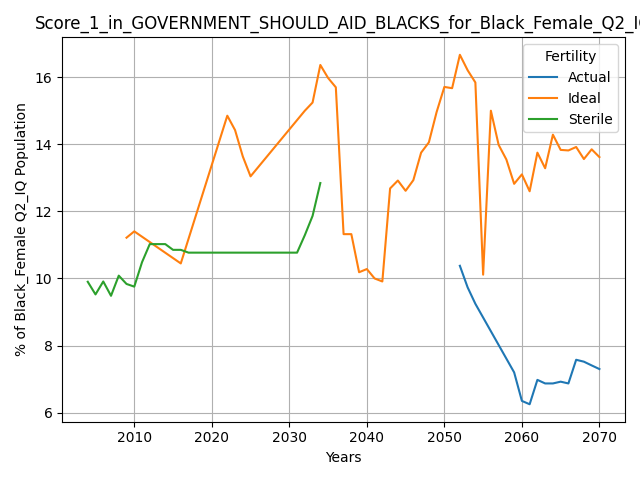 Score_1_in_GOVERNMENT_SHOULD_AID_BLACKS_for_Black_Female_Q2_IQ
Fertility
Actual
Ideal
Sterile
% of Black_Female Q2_IQ Population
16
14
12
10
8
6
2010 2020 2030 2040 2050 2060 2070
Years